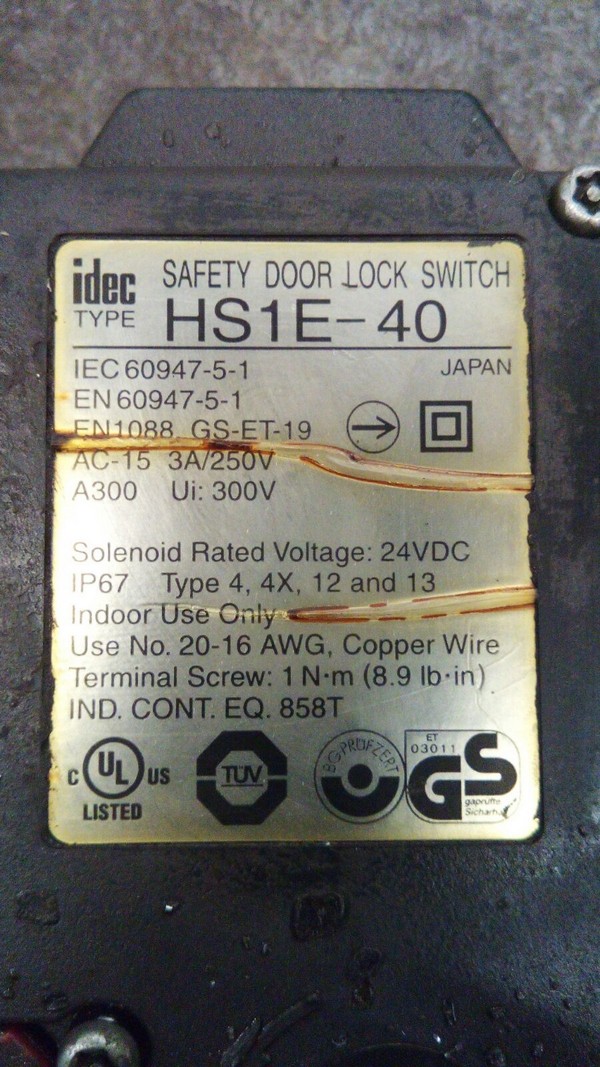 idec SAFETY DOOR LOCK SWITCH
TYPE HS1E-40
IEC 60947-5-1 JAPAN
EN 60947-5-1
EN1088 GS-ET-19
AC-15 3A/250V
A300 Ui: 300V
Solenoid Rated Voltage: 24VDC
IP67 Type 4, 4X, 12 and 13
Indoor Use Only
Use No. 20-16 AWG, Copper Wire
Terminal Screw: 1 N·m (8.9 lb·in)
IND. CONT. EQ. 858T
C UL US
LISTED
TÜV
BG-PRÜFZERT
ET
03011
GS
geprüfte